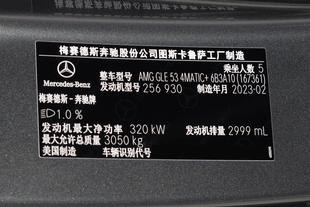 梅赛德斯奔驰股份公司图斯卡鲁萨工厂制造
乘坐人数 5
Mercedes-Benz
整车型号 AMG GLE 53 4MATIC+ 6B3A10 (167361)
发动机型号 256 930 制造年月 2023-02
梅赛德斯 - 奔驰牌
1.0 %
发动机最大净功率 320 kW 发动机排量 2999 mL
最大允许总质量 3050 kg
美国制造 车辆识别代号